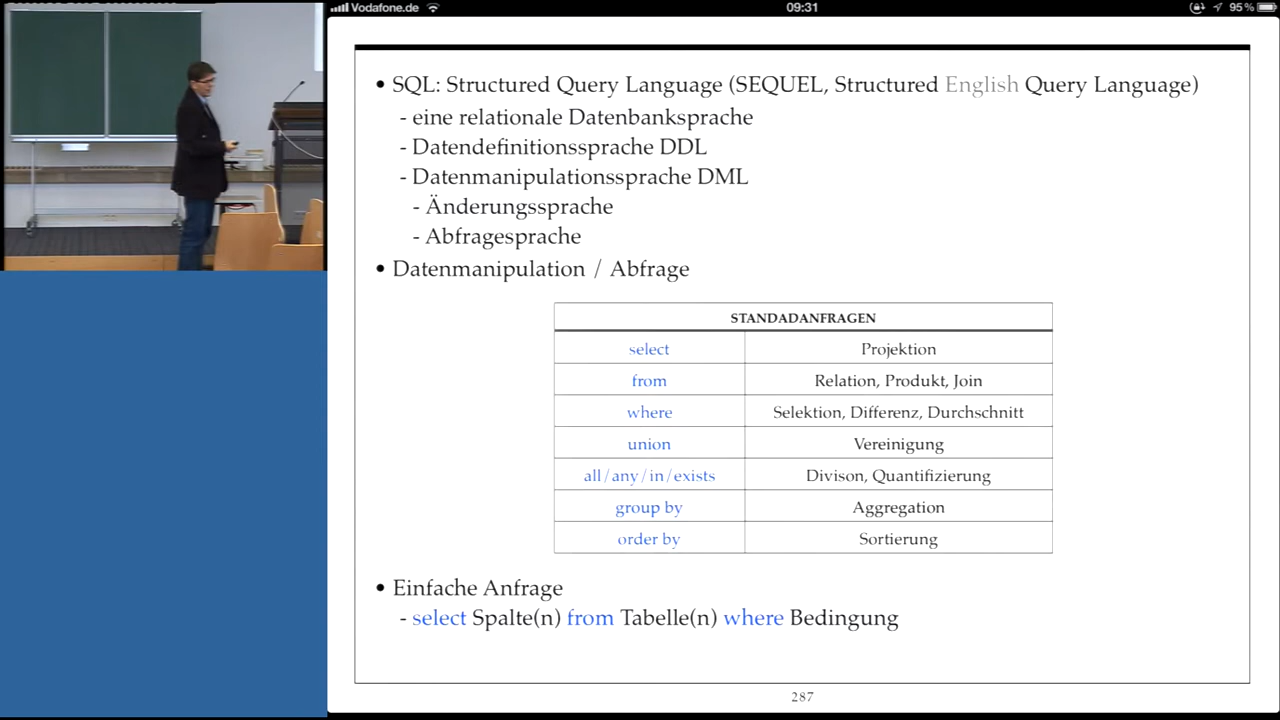 Vodafone.de 09:31 95 %
• SQL: Structured Query Language (SEQUEL, Structured English Query Language)
- eine relationale Datenbanksprache
- Datendefinitionssprache DDL
- Datenmanipulationssprache DML
- Änderungssprache
- Abfragesprache
• Datenmanipulation / Abfrage
STANDADANFRAGEN
select Projektion
from Relation, Produkt, Join
where Selektion, Differenz, Durchschnitt
union Vereinigung
all/any/in/exists Divison, Quantifizierung
group by Aggregation
order by Sortierung
• Einfache Anfrage
- select Spalte(n) from Tabelle(n) where Bedingung
287